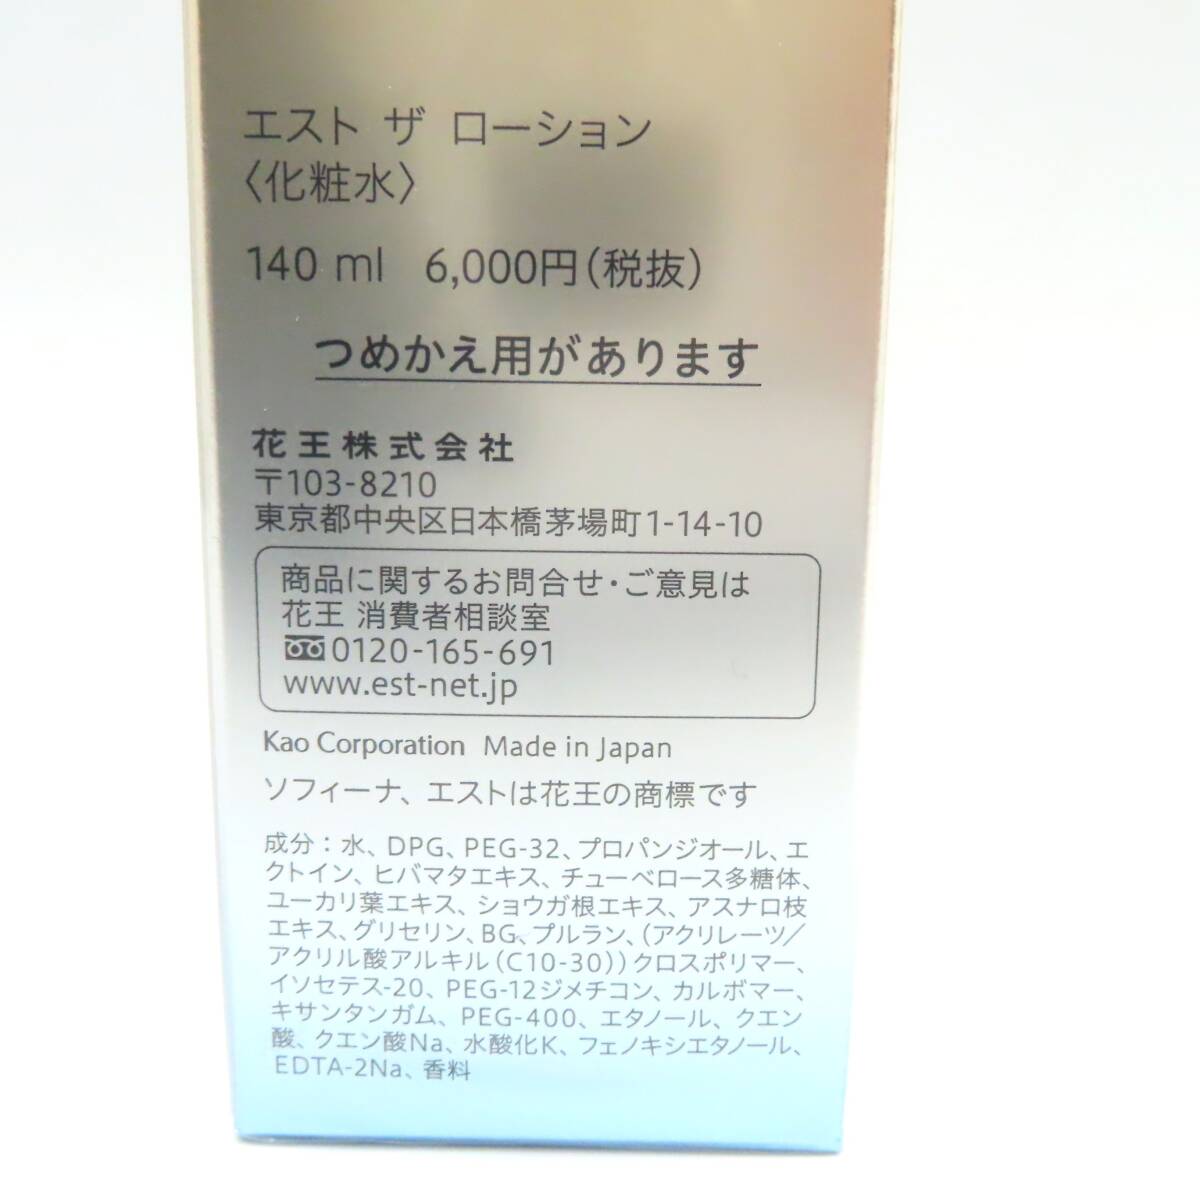 エスト ザ ローション
〈化粧水〉
140 ml 6,000円(税抜)
つめかえ用があります
花王株式会社
〒103-8210
東京都中央区日本橋茅場町1-14-10
商品に関するお問合せ・ご意見は
花王 消費者相談室
0120-165-691
www.est-net.jp
Kao Corporation Made in Japan
ソフィーナ、エストは花王の商標です
成分:水、DPG、PEG-32、プロパンジオール、エ
クトイン、ヒバマタエキス、チューベロース多糖体、
ユーカリ葉エキス、ショウガ根エキス、アスナロ枝
エキス、グリセリン、BG、プルラン、(アクリレーツ/
アクリル酸アルキル(C10-30))クロスポリマー、
イソセテス-20、PEG-12ジメチコン、カルボマー、
キサンタンガム、PEG-400、エタノール、クエン
酸、クエン酸Na、水酸化K、フェノキシエタノール、
EDTA-2Na、香料